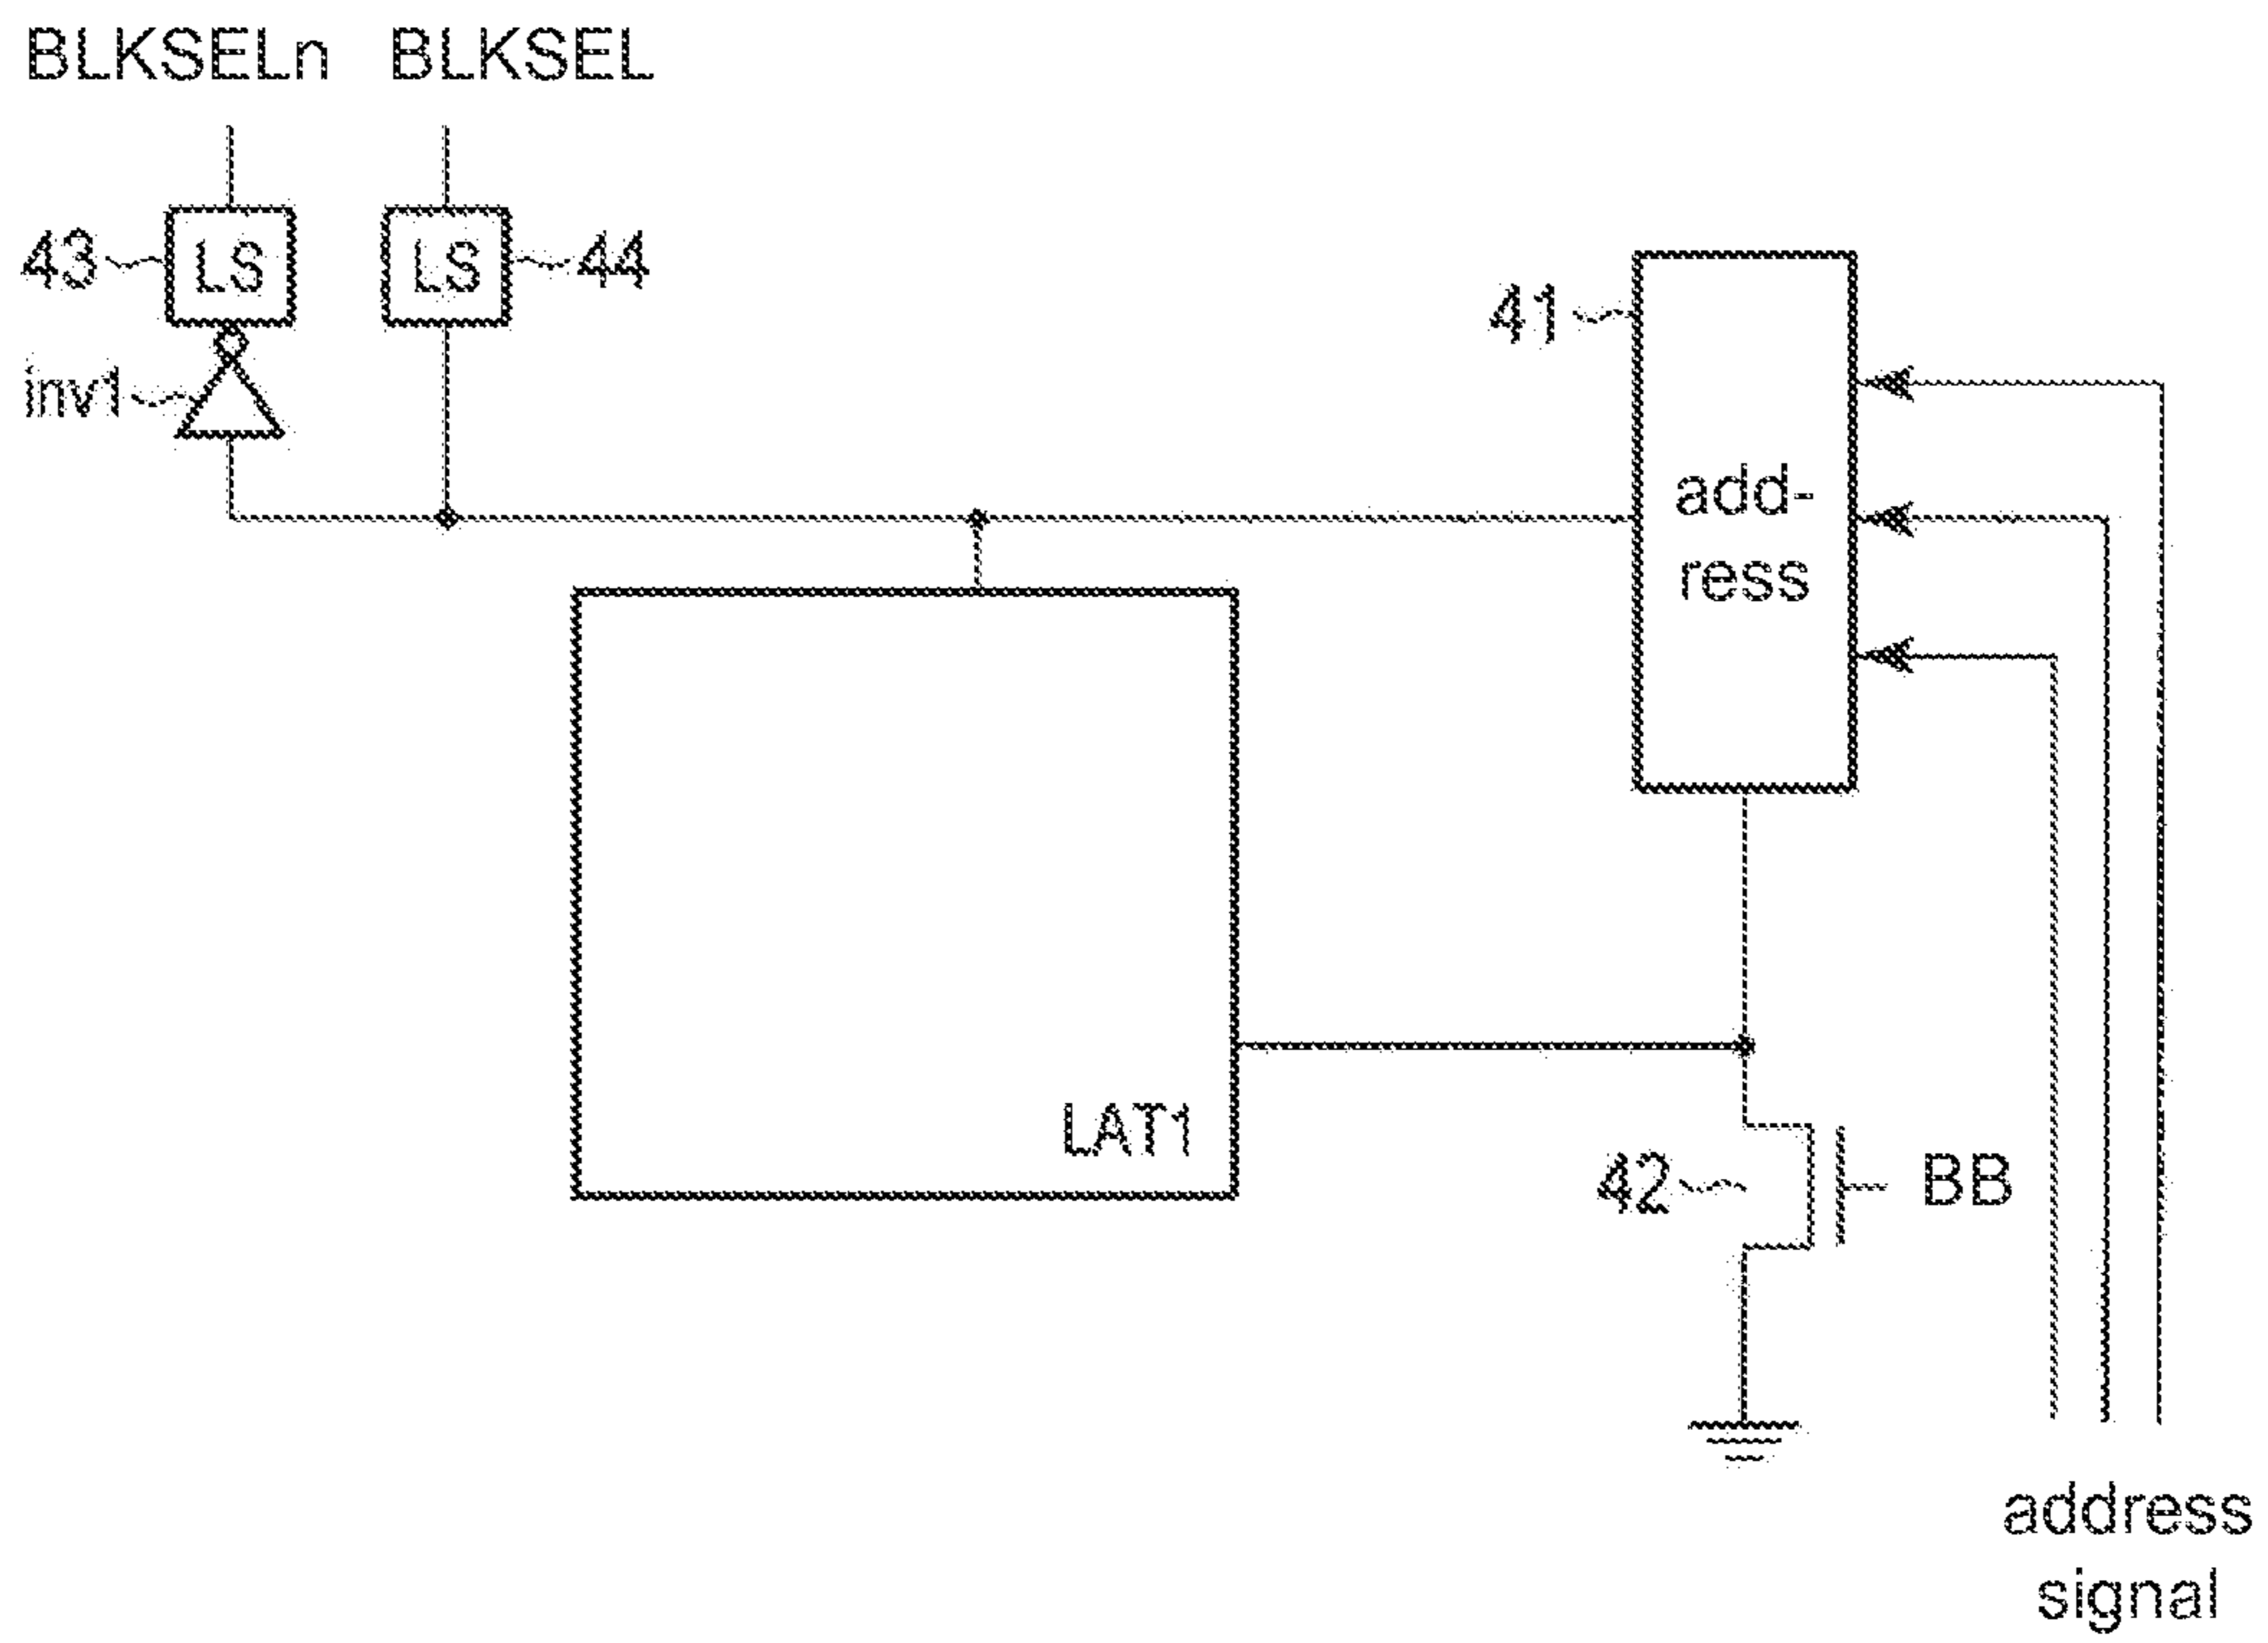 BLKSELn BLKSEL
43 LS LS 44
41
inv1
add-
ress
LAT1
42 BB
address
signal